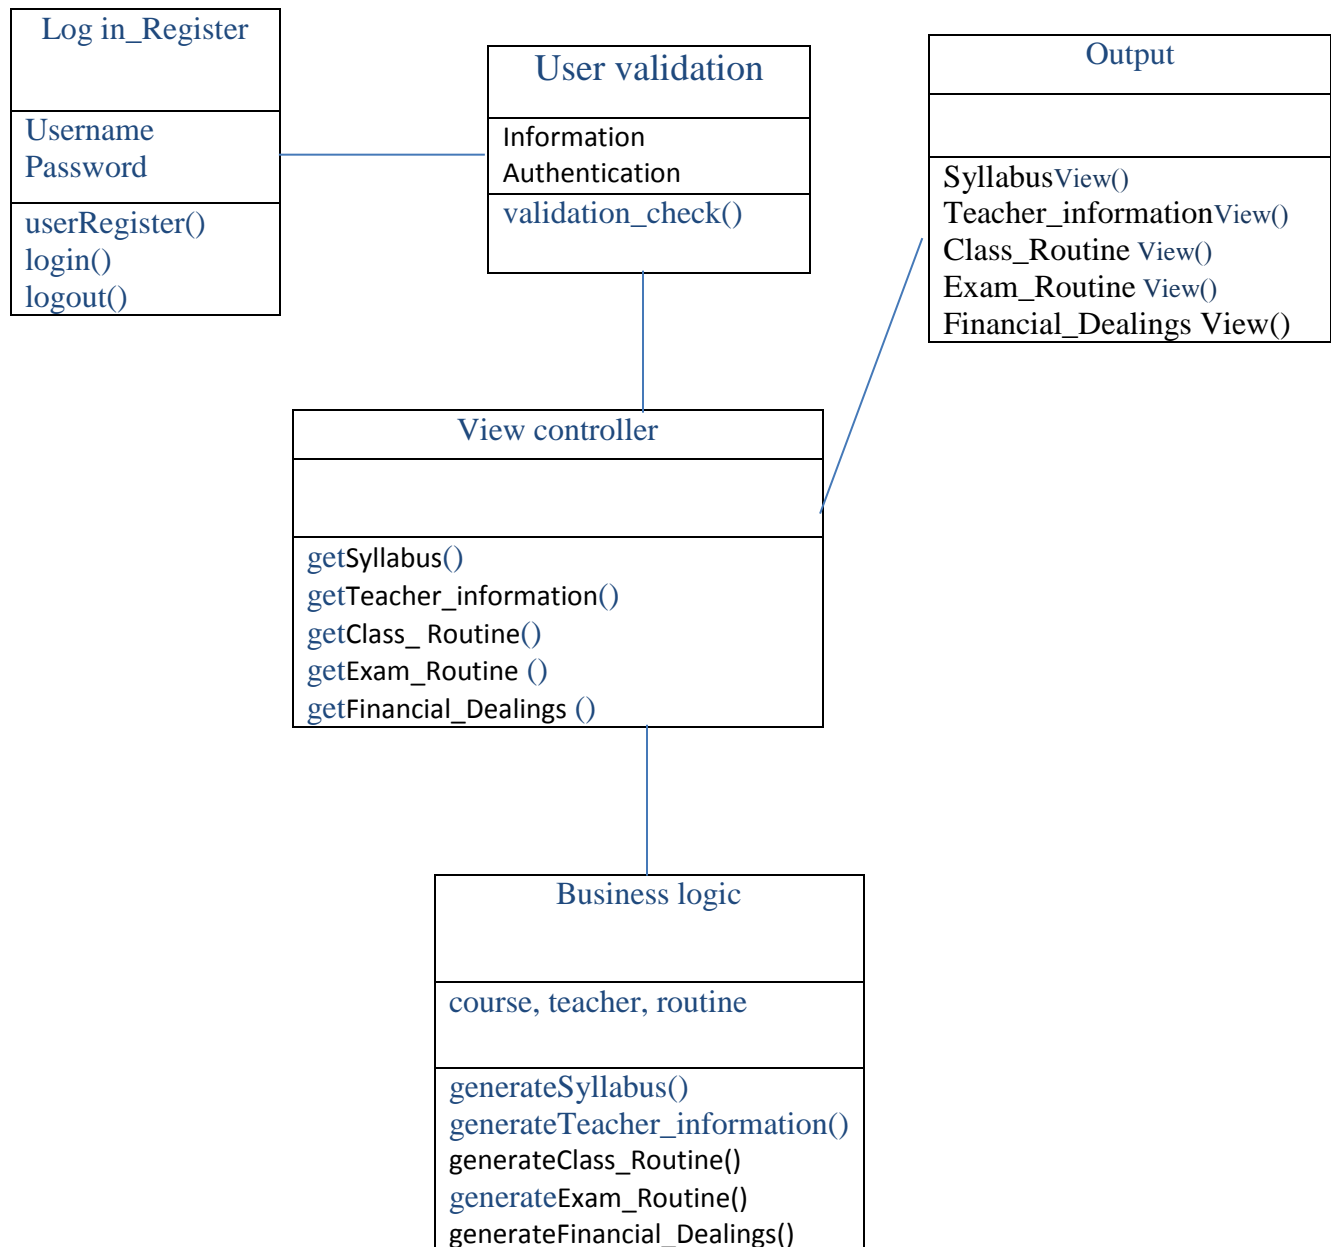 Log in_Register
Username
Password
userRegister()
login()
logout()
User validation
Information
Authentication
validation_check()
Output
SyllabusView()
Teacher_informationView()
Class_Routine View()
Exam_Routine View()
Financial_Dealings View()
View controller
getSyllabus()
getTeacher_information()
getClass_ Routine()
getExam_Routine ()
getFinancial_Dealings ()
Business logic
course, teacher, routine
generateSyllabus()
generateTeacher_information()
generateClass_Routine()
generateExam_Routine()
generateFinancial_Dealings()